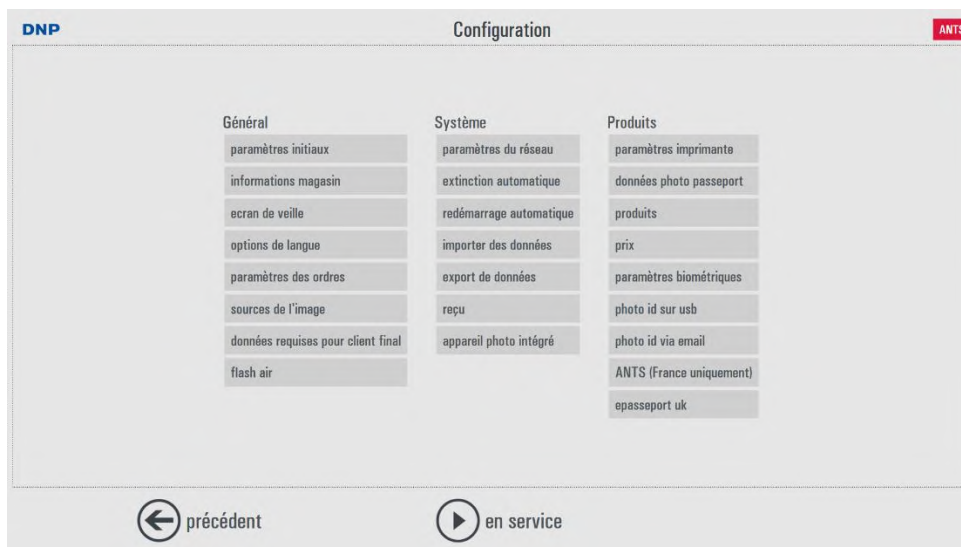 DNP
Configuration
ANTS
Général
paramètres initiaux
informations magasin
ecran de veille
options de langue
paramètres des ordres
sources de l'image
données requises pour client final
flash air
Système
paramètres du réseau
extinction automatique
redémarrage automatique
importer des données
export de données
reçu
appareil photo intégré
Produits
paramètres imprimante
données photo passeport
produits
prix
paramètres biométriques
photo id sur usb
photo id via email
ANTS (France uniquement)
epasseport uk
précédent
en service